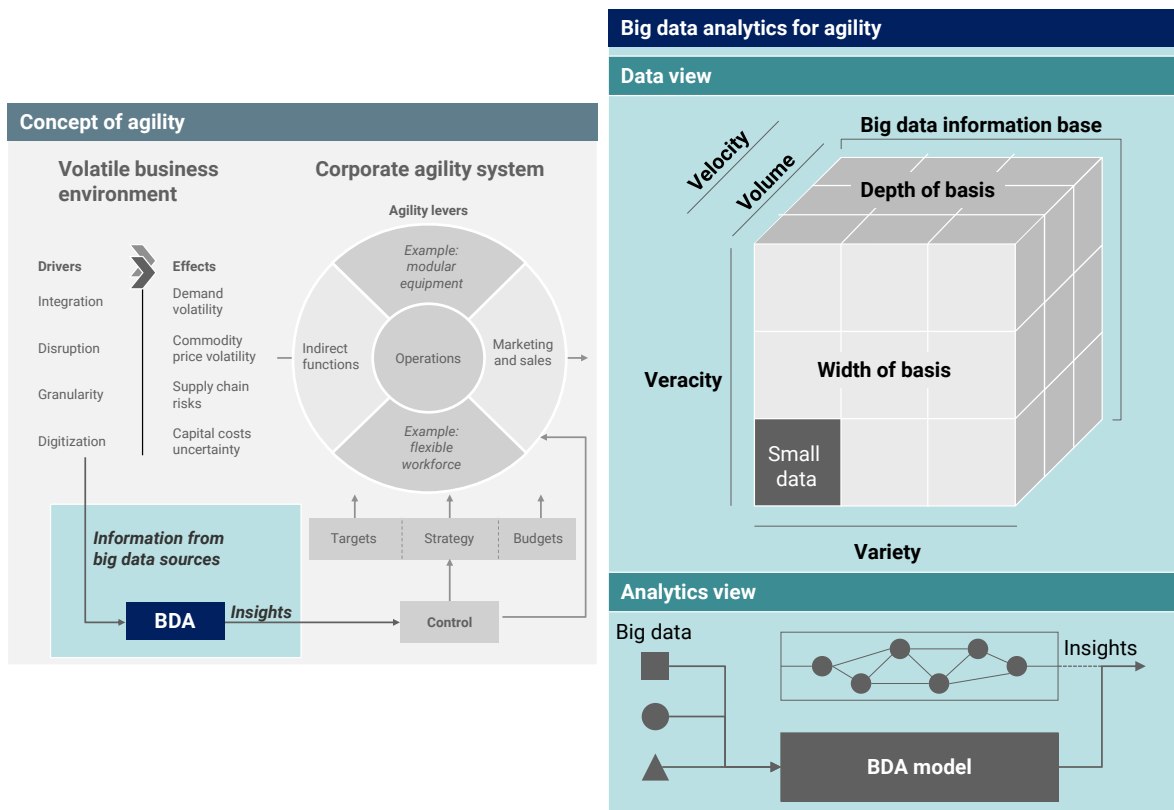 Concept of agility
Volatile business
environment
Drivers
Integration
Disruption
Granularity
Digitization
Effects
Demand
volatility
Commodity
price volatility
Supply chain
risks
Capital costs
uncertainty
Corporate agility system
Agility levers
Example:
modular
equipment
Indirect
functions
Operations
Marketing
and sales
Example:
flexible
workforce
Targets
Strategy
Budgets
Information from
big data sources
BDA
Insights
Control
Big data analytics for agility
Data view
Big data information base
Velocity
Volume
Depth of basis
Veracity
Width of basis
Small
data
Variety
Analytics view
Big data
Insights
BDA model